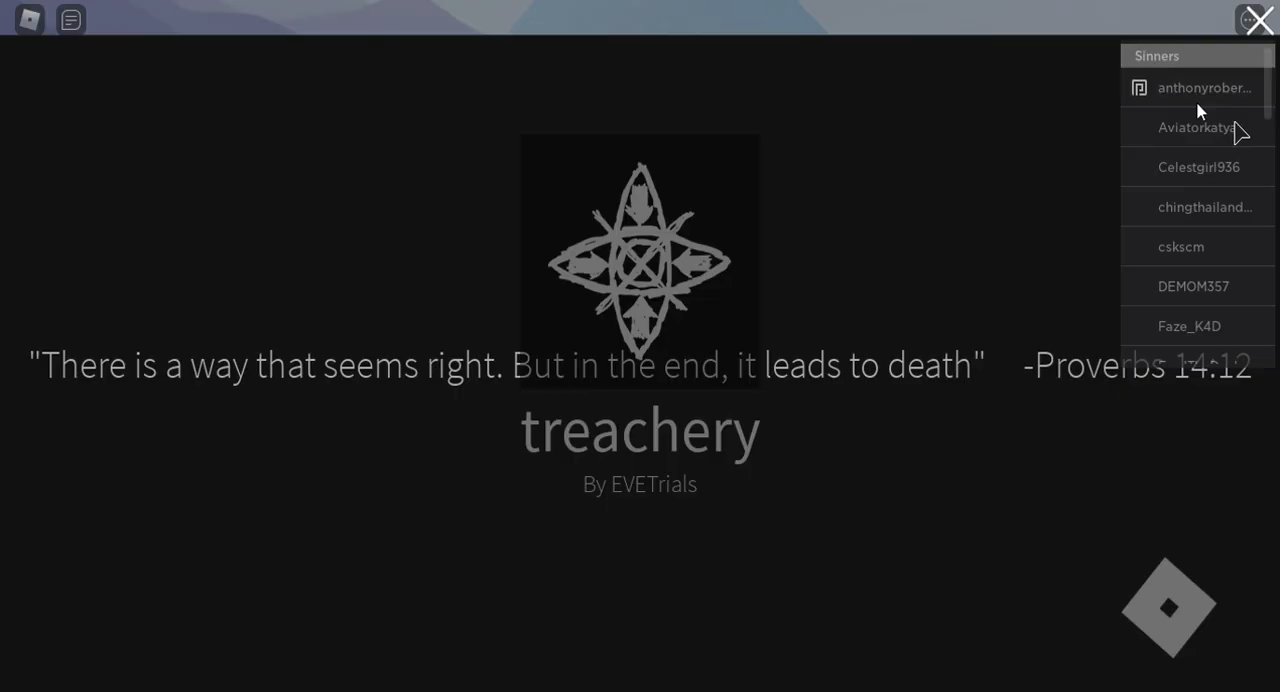 Sinners
anthonyrober...
Aviatorkatya
Celestgirl936
chingthailand...
cskscm
DEMOM357
Faze_K4D
"There is a way that seems right. But in the end, it leads to death" -Proverbs 14:12
treachery
By EVETrials